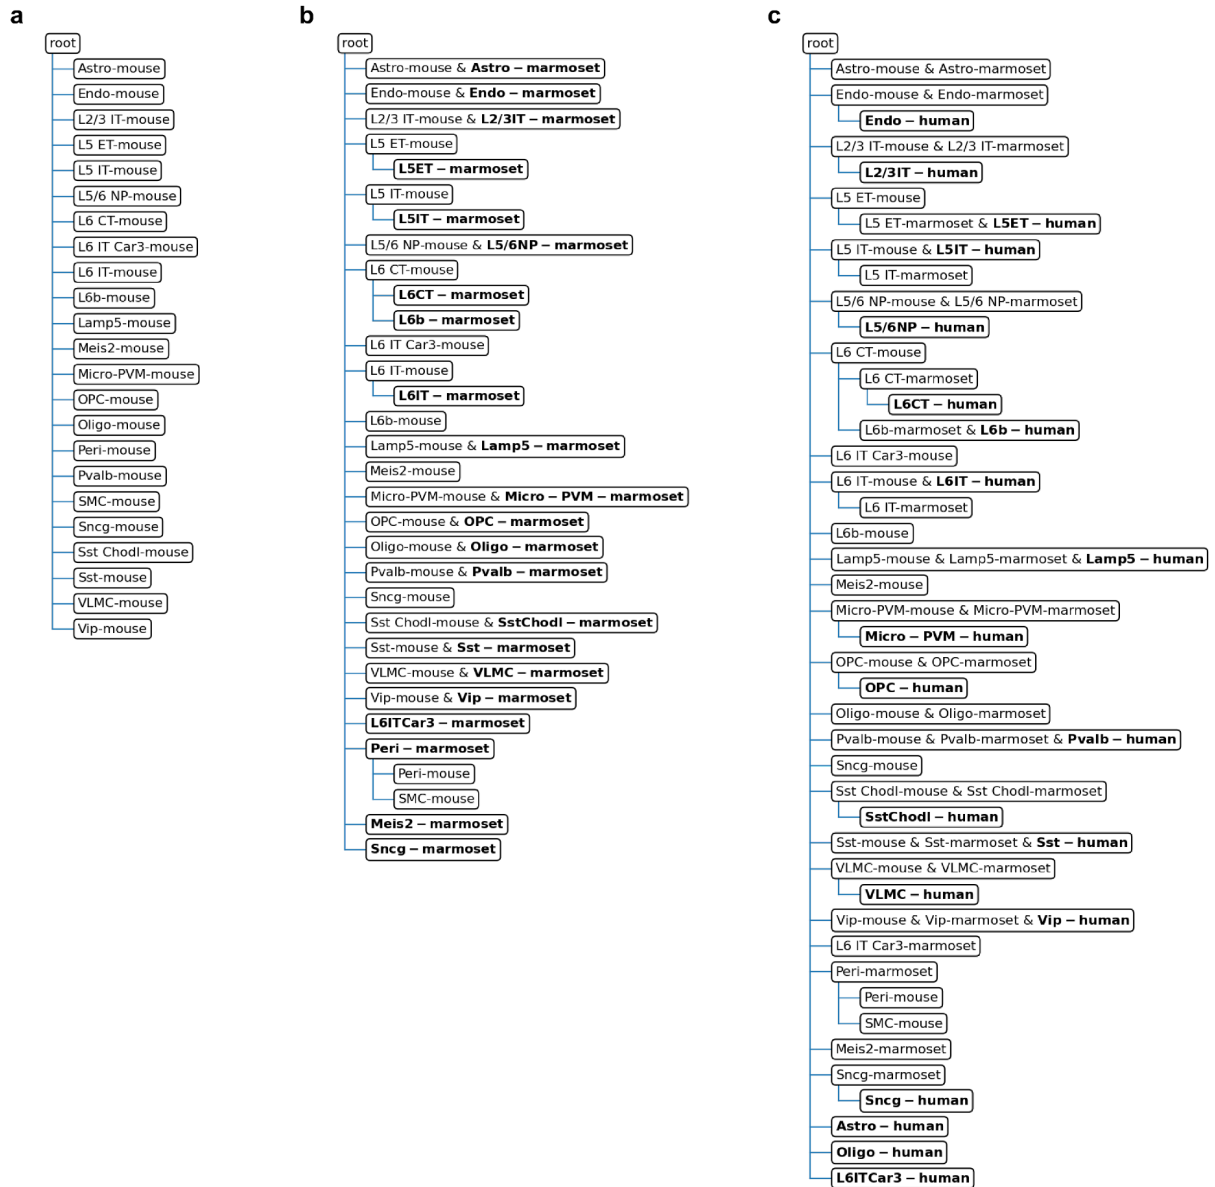 a
root
Astro-mouse
Endo-mouse
L2/3 IT-mouse
L5 ET-mouse
L5 IT-mouse
L5/6 NP-mouse
L6 CT-mouse
L6 IT Car3-mouse
L6 IT-mouse
L6b-mouse
Lamp5-mouse
Meis2-mouse
Micro-PVM-mouse
OPC-mouse
Oligo-mouse
Peri-mouse
Pvalb-mouse
SMC-mouse
Sncg-mouse
Sst Chodl-mouse
Sst-mouse
VLMC-mouse
Vip-mouse
b
root
Astro-mouse & Astro − marmoset
Endo-mouse & Endo − marmoset
L2/3 IT-mouse & L2/3IT − marmoset
L5 ET-mouse
L5ET − marmoset
L5 IT-mouse
L5IT − marmoset
L5/6 NP-mouse & L5/6NP − marmoset
L6 CT-mouse
L6CT − marmoset
L6b − marmoset
L6 IT Car3-mouse
L6 IT-mouse
L6IT − marmoset
L6b-mouse
Lamp5-mouse & Lamp5 − marmoset
Meis2-mouse
Micro-PVM-mouse & Micro − PVM − marmoset
OPC-mouse & OPC − marmoset
Oligo-mouse & Oligo − marmoset
Pvalb-mouse & Pvalb − marmoset
Sncg-mouse
Sst Chodl-mouse & SstChodl − marmoset
Sst-mouse & Sst − marmoset
VLMC-mouse & VLMC − marmoset
Vip-mouse & Vip − marmoset
L6ITCar3 − marmoset
Peri − marmoset
Peri-mouse
SMC-mouse
Meis2 − marmoset
Sncg − marmoset
c
root
Astro-mouse & Astro-marmoset
Endo-mouse & Endo-marmoset
Endo − human
L2/3 IT-mouse & L2/3 IT-marmoset
L2/3IT − human
L5 ET-mouse
L5 ET-marmoset & L5ET − human
L5 IT-mouse & L5IT − human
L5 IT-marmoset
L5/6 NP-mouse & L5/6 NP-marmoset
L5/6NP − human
L6 CT-mouse
L6 CT-marmoset
L6CT − human
L6b-marmoset & L6b − human
L6 IT Car3-mouse
L6 IT-mouse & L6IT − human
L6 IT-marmoset
L6b-mouse
Lamp5-mouse & Lamp5-marmoset & Lamp5 − human
Meis2-mouse
Micro-PVM-mouse & Micro-PVM-marmoset
Micro − PVM − human
OPC-mouse & OPC-marmoset
OPC − human
Oligo-mouse & Oligo-marmoset
Pvalb-mouse & Pvalb-marmoset & Pvalb − human
Sncg-mouse
Sst Chodl-mouse & Sst Chodl-marmoset
SstChodl − human
Sst-mouse & Sst-marmoset & Sst − human
VLMC-mouse & VLMC-marmoset
VLMC − human
Vip-mouse & Vip-marmoset & Vip − human
L6 IT Car3-marmoset
Peri-marmoset
Peri-mouse
SMC-mouse
Meis2-marmoset
Sncg-marmoset
Sncg − human
Astro − human
Oligo − human
L6ITCar3 − human